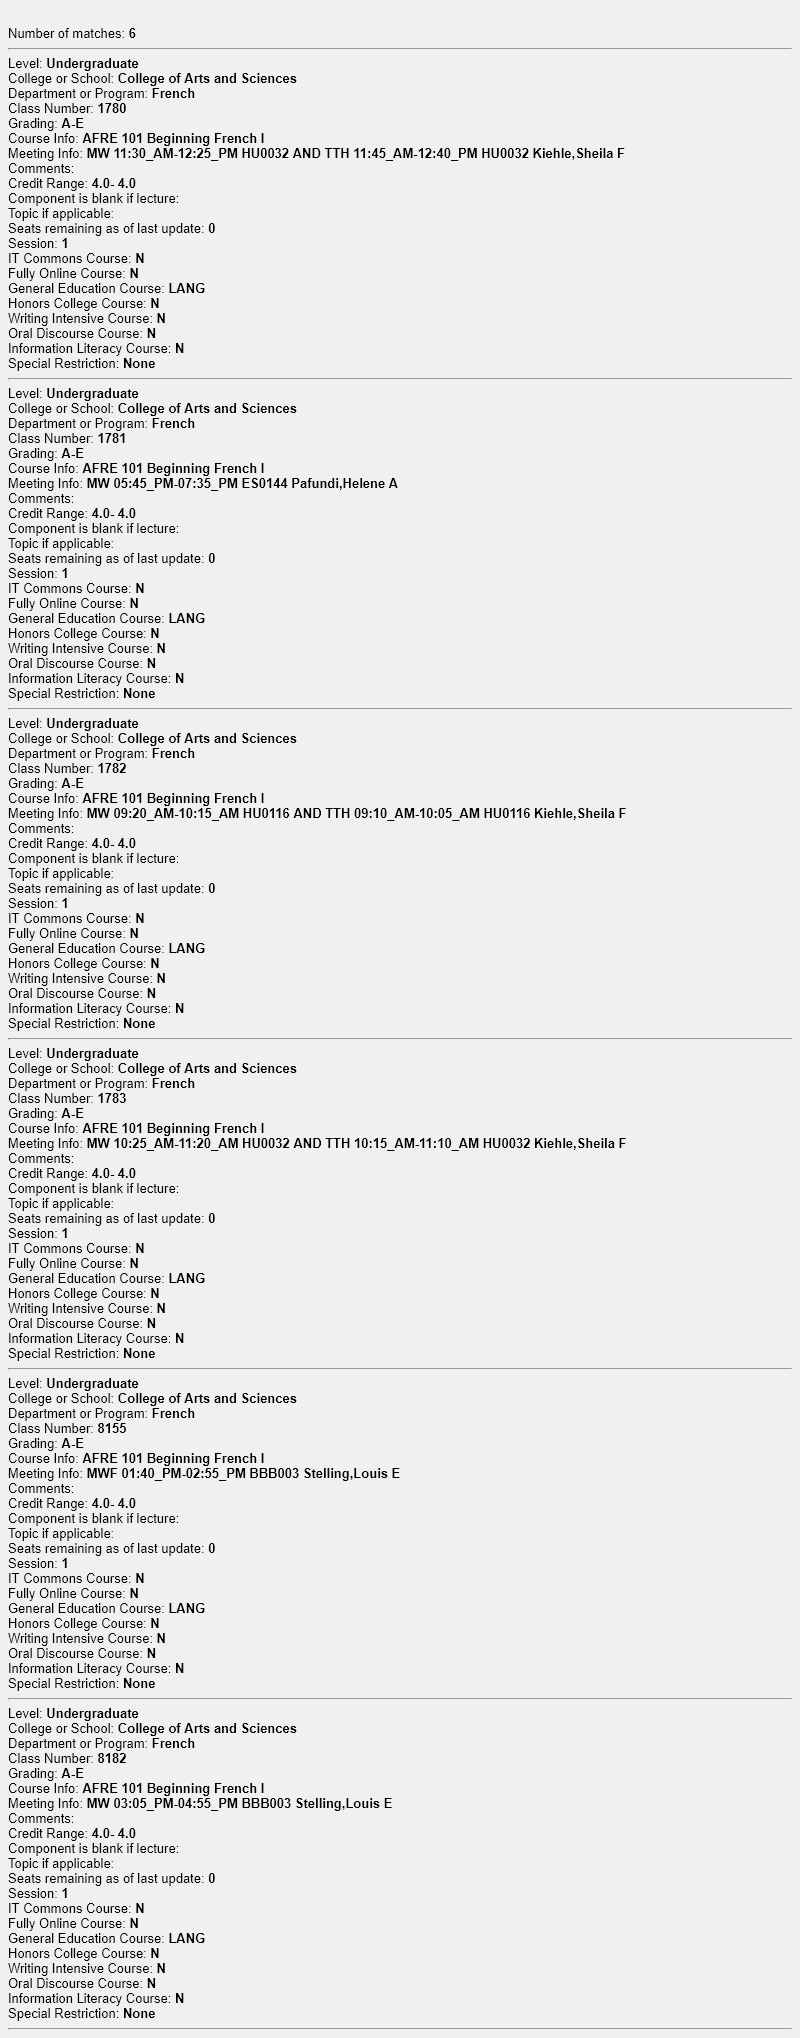 Number of matches: 6
Level: Undergraduate
College or School: College of Arts and Sciences
Department or Program: French
Class Number: 1780
Grading: A-E
Course Info: AFRE 101 Beginning French I
Meeting Info: MW 11:30_AM-12:25_PM HU0032 AND TTH 11:45_AM-12:40_PM HU0032 Kiehle,Sheila F
Comments:
Credit Range: 4.0- 4.0
Component is blank if lecture:
Topic if applicable:
Seats remaining as of last update: 0
Session: 1
IT Commons Course: N
Fully Online Course: N
General Education Course: LANG
Honors College Course: N
Writing Intensive Course: N
Oral Discourse Course: N
Information Literacy Course: N
Special Restriction: None
Level: Undergraduate
College or School: College of Arts and Sciences
Department or Program: French
Class Number: 1781
Grading: A-E
Course Info: AFRE 101 Beginning French I
Meeting Info: MW 05:45_PM-07:35_PM ES0144 Pafundi,Helene A
Comments:
Credit Range: 4.0- 4.0
Component is blank if lecture:
Topic if applicable:
Seats remaining as of last update: 0
Session: 1
IT Commons Course: N
Fully Online Course: N
General Education Course: LANG
Honors College Course: N
Writing Intensive Course: N
Oral Discourse Course: N
Information Literacy Course: N
Special Restriction: None
Level: Undergraduate
College or School: College of Arts and Sciences
Department or Program: French
Class Number: 1782
Grading: A-E
Course Info: AFRE 101 Beginning French I
Meeting Info: MW 09:20_AM-10:15_AM HU0116 AND TTH 09:10_AM-10:05_AM HU0116 Kiehle,Sheila F
Comments:
Credit Range: 4.0- 4.0
Component is blank if lecture:
Topic if applicable:
Seats remaining as of last update: 0
Session: 1
IT Commons Course: N
Fully Online Course: N
General Education Course: LANG
Honors College Course: N
Writing Intensive Course: N
Oral Discourse Course: N
Information Literacy Course: N
Special Restriction: None
Level: Undergraduate
College or School: College of Arts and Sciences
Department or Program: French
Class Number: 1783
Grading: A-E
Course Info: AFRE 101 Beginning French I
Meeting Info: MW 10:25_AM-11:20_AM HU0032 AND TTH 10:15_AM-11:10_AM HU0032 Kiehle,Sheila F
Comments:
Credit Range: 4.0- 4.0
Component is blank if lecture:
Topic if applicable:
Seats remaining as of last update: 0
Session: 1
IT Commons Course: N
Fully Online Course: N
General Education Course: LANG
Honors College Course: N
Writing Intensive Course: N
Oral Discourse Course: N
Information Literacy Course: N
Special Restriction: None
Level: Undergraduate
College or School: College of Arts and Sciences
Department or Program: French
Class Number: 8155
Grading: A-E
Course Info: AFRE 101 Beginning French I
Meeting Info: MWF 01:40_PM-02:55_PM BBB003 Stelling,Louis E
Comments:
Credit Range: 4.0- 4.0
Component is blank if lecture:
Topic if applicable:
Seats remaining as of last update: 0
Session: 1
IT Commons Course: N
Fully Online Course: N
General Education Course: LANG
Honors College Course: N
Writing Intensive Course: N
Oral Discourse Course: N
Information Literacy Course: N
Special Restriction: None
Level: Undergraduate
College or School: College of Arts and Sciences
Department or Program: French
Class Number: 8182
Grading: A-E
Course Info: AFRE 101 Beginning French I
Meeting Info: MW 03:05_PM-04:55_PM BBB003 Stelling,Louis E
Comments:
Credit Range: 4.0- 4.0
Component is blank if lecture:
Topic if applicable:
Seats remaining as of last update: 0
Session: 1
IT Commons Course: N
Fully Online Course: N
General Education Course: LANG
Honors College Course: N
Writing Intensive Course: N
Oral Discourse Course: N
Information Literacy Course: N
Special Restriction: None